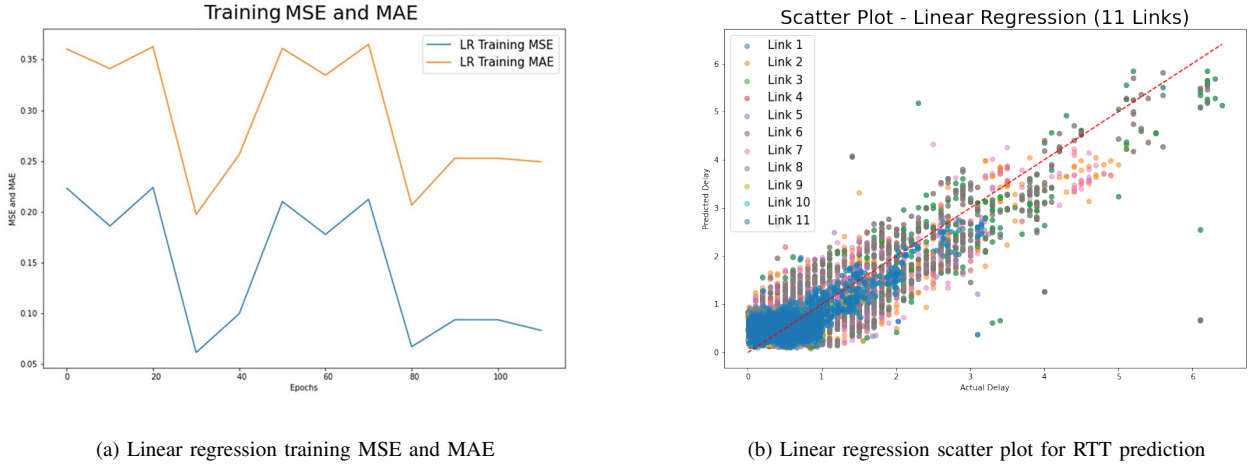 Training MSE and MAE
LR Training MSE
LR Training MAE
MSE and MAE
0.35
0.30
0.25
0.20
0.15
0.10
0.05
0
20
40
60
80
100
Epochs
(a) Linear regression training MSE and MAE
Scatter Plot - Linear Regression (11 Links)
Link 1
Link 2
Link 3
Link 4
Link 5
Link 6
Link 7
Link 8
Link 9
Link 10
Link 11
Predicted Delay
6
5
4
3
2
1
0
0
1
2
3
4
5
6
Actual Delay
(b) Linear regression scatter plot for RTT prediction